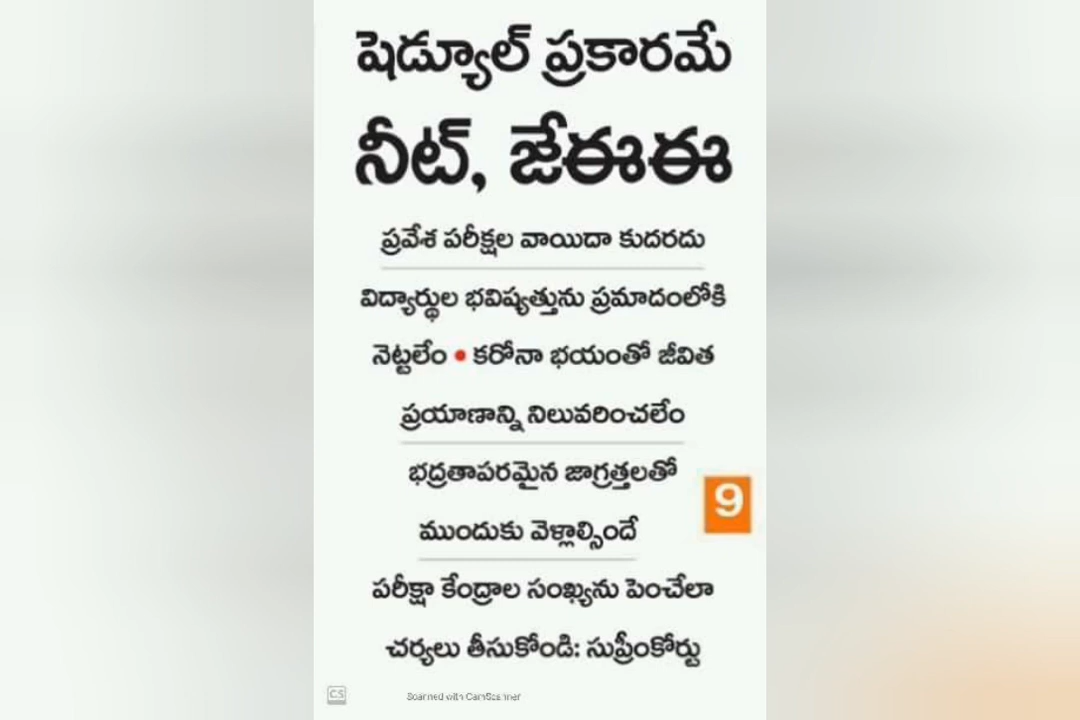 షెడ్యూల్ ప్రకారమే
నీట్, జేఈఈ
ప్రవేశ పరీక్షల వాయిదా కుదరదు
విద్యార్థుల భవిష్యత్తును ప్రమాదంలోకి
నెట్టలేం • కరోనా భయంతో జీవిత
ప్రయాణాన్ని నిలువరించలేం
భద్రతాపరమైన జాగ్రత్తలతో
ముందుకు వెళ్లాల్సిందే
9
పరీక్షా కేంద్రాల సంఖ్యను పెంచేలా
చర్యలు తీసుకోండి: సుప్రీంకోర్టు
CS Scanned with CamScanner